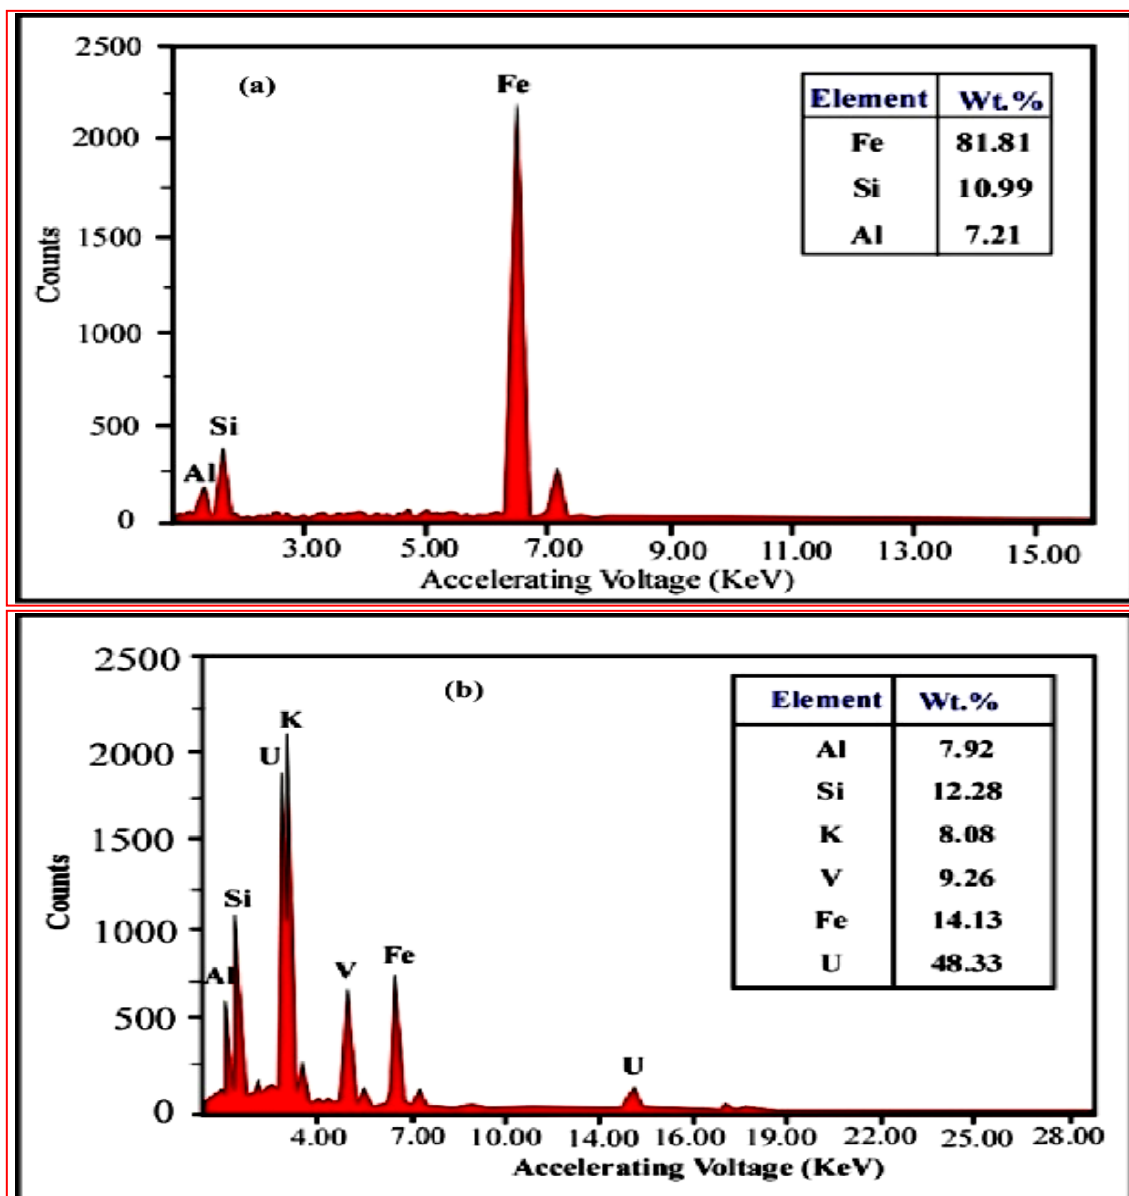 2500
(a)
Fe
Element Wt.%
2000
Fe 81.81
Si 10.99
1500
Al 7.21
Counts
1000
500
Si
Al
0
3.00 5.00 7.00 9.00 11.00 13.00 15.00
Accelerating Voltage (KeV)
2500
(b)
Element Wt.%
K
U
2000
Al 7.92
Si 12.28
1500
K 8.08
Counts
V 9.26
Si
1000
Fe 14.13
Al
V
Fe
U 48.33
500
U
0
4.00 7.00 10.00 14.00 16.00 19.00 22.00 25.00 28.00
Accelerating Voltage (KeV)